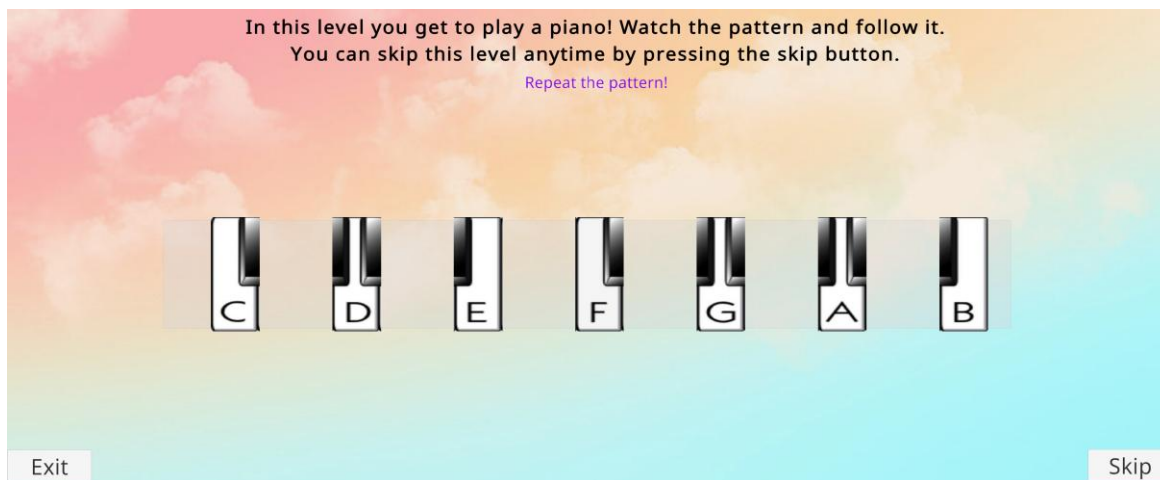 In this level you get to play a piano! Watch the pattern and follow it.
You can skip this level anytime by pressing the skip button.
Repeat the pattern!
C D E F G A B
Exit Skip